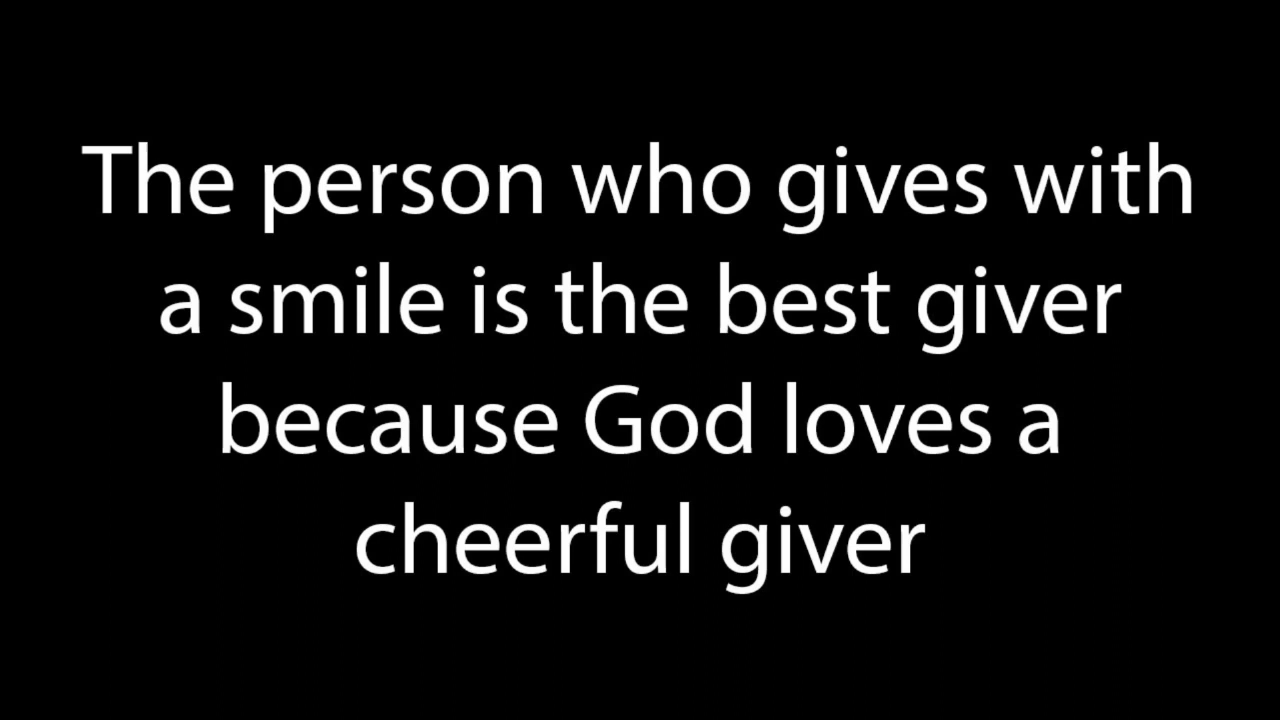 The person who gives with
a smile is the best giver
because God loves a
cheerful giver